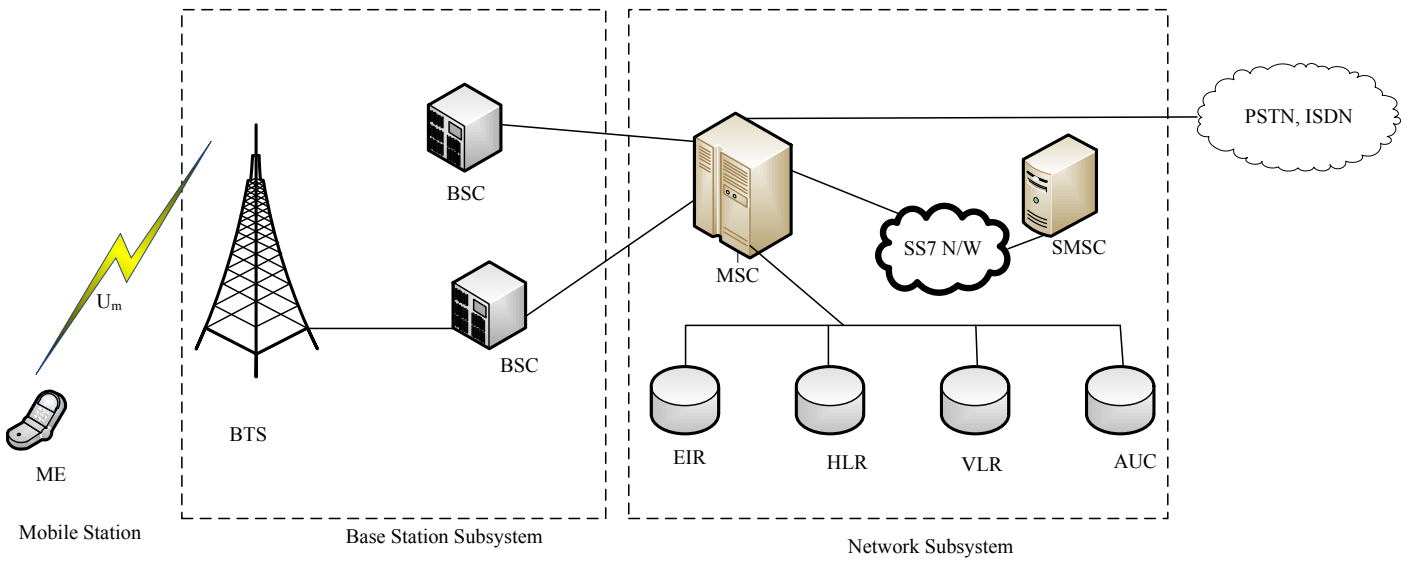 PSTN, ISDN
BSC
SS7 N/W
SMSC
MSC
Um
BSC
BTS
EIR
HLR
VLR
AUC
ME
Mobile Station
Base Station Subsystem
Network Subsystem